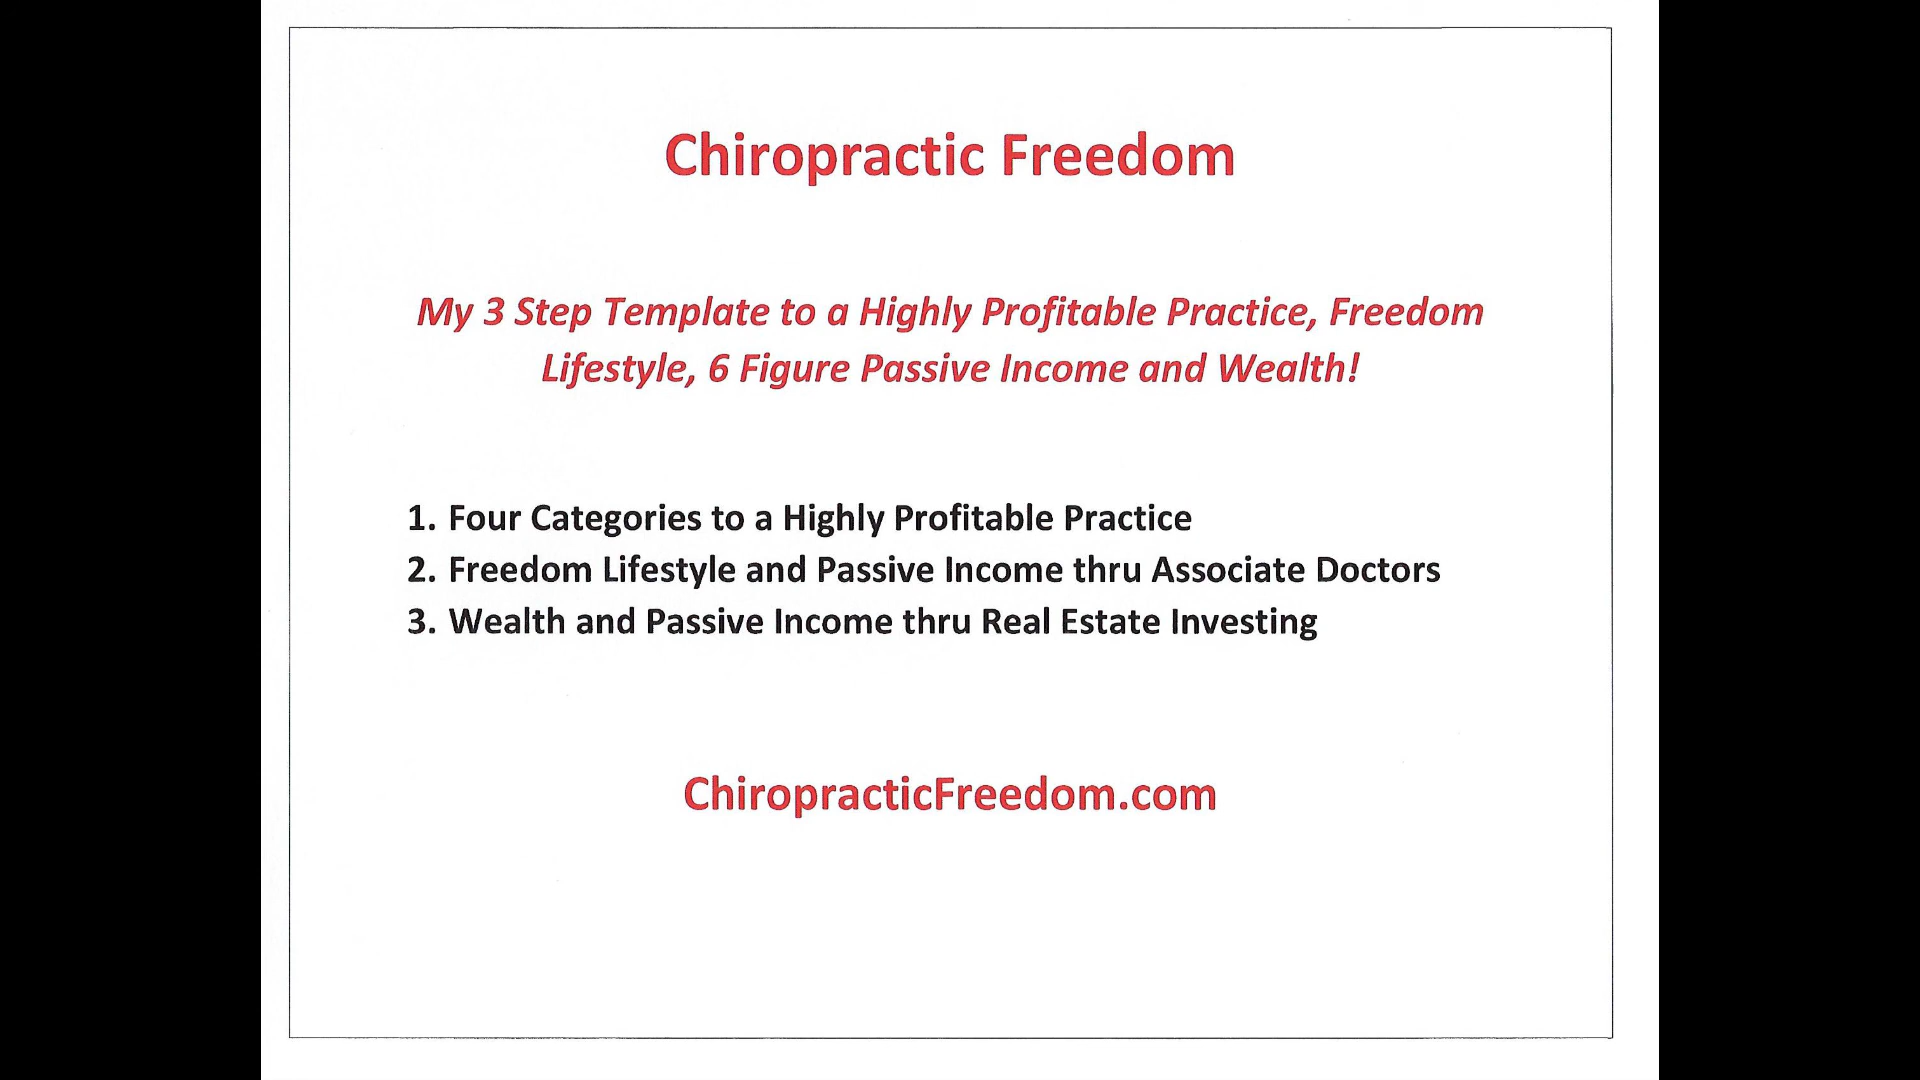 Chiropractic Freedom
My 3 Step Template to a Highly Profitable Practice, Freedom
Lifestyle, 6 Figure Passive Income and Wealth!
1. Four Categories to a Highly Profitable Practice
2. Freedom Lifestyle and Passive Income thru Associate Doctors
3. Wealth and Passive Income thru Real Estate Investing
ChiropracticFreedom.com